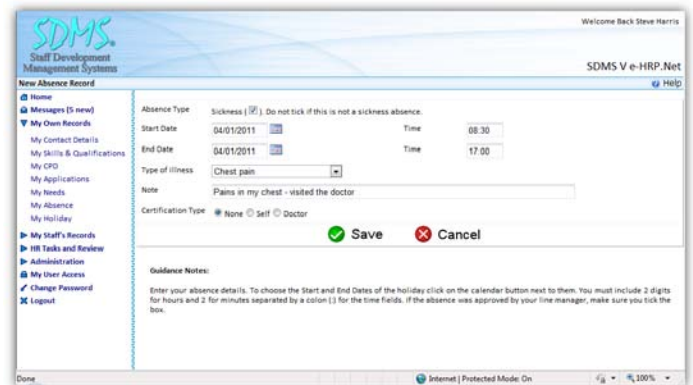 Welcome Back Steve Harris
SDMS.
Staff Development
Management Systems
SDMS V e-HRP.Net
New Absence Record
Help
Home
Messages (5 new)
My Own Records
My Contact Details
My Skills & Qualifications
My CPD
My Applications
My Needs
My Absence
My Holiday
My Staff's Records
HR Tasks and Review
Administration
My User Access
Change Password
Logout
Absence Type Sickness ( ). Do not tick if this is not a sickness absence.
Start Date 04/01/2011 Time 08:30
End Date 04/01/2011 Time 17:00
Type of illness Chest pain
Note Pains in my chest - visited the doctor
Certification Type None Self Doctor
Save Cancel
Guidance Notes:
Enter your absence details. To choose the Start and End Dates of the holiday click on the calendar button next to them. You must include 2 digits
for hours and 2 for minutes separated by a colon (:) for the time fields. if the absence was approved by your line manager, make sure you tick the
box.
Done Internet | Protected Mode: On 100%